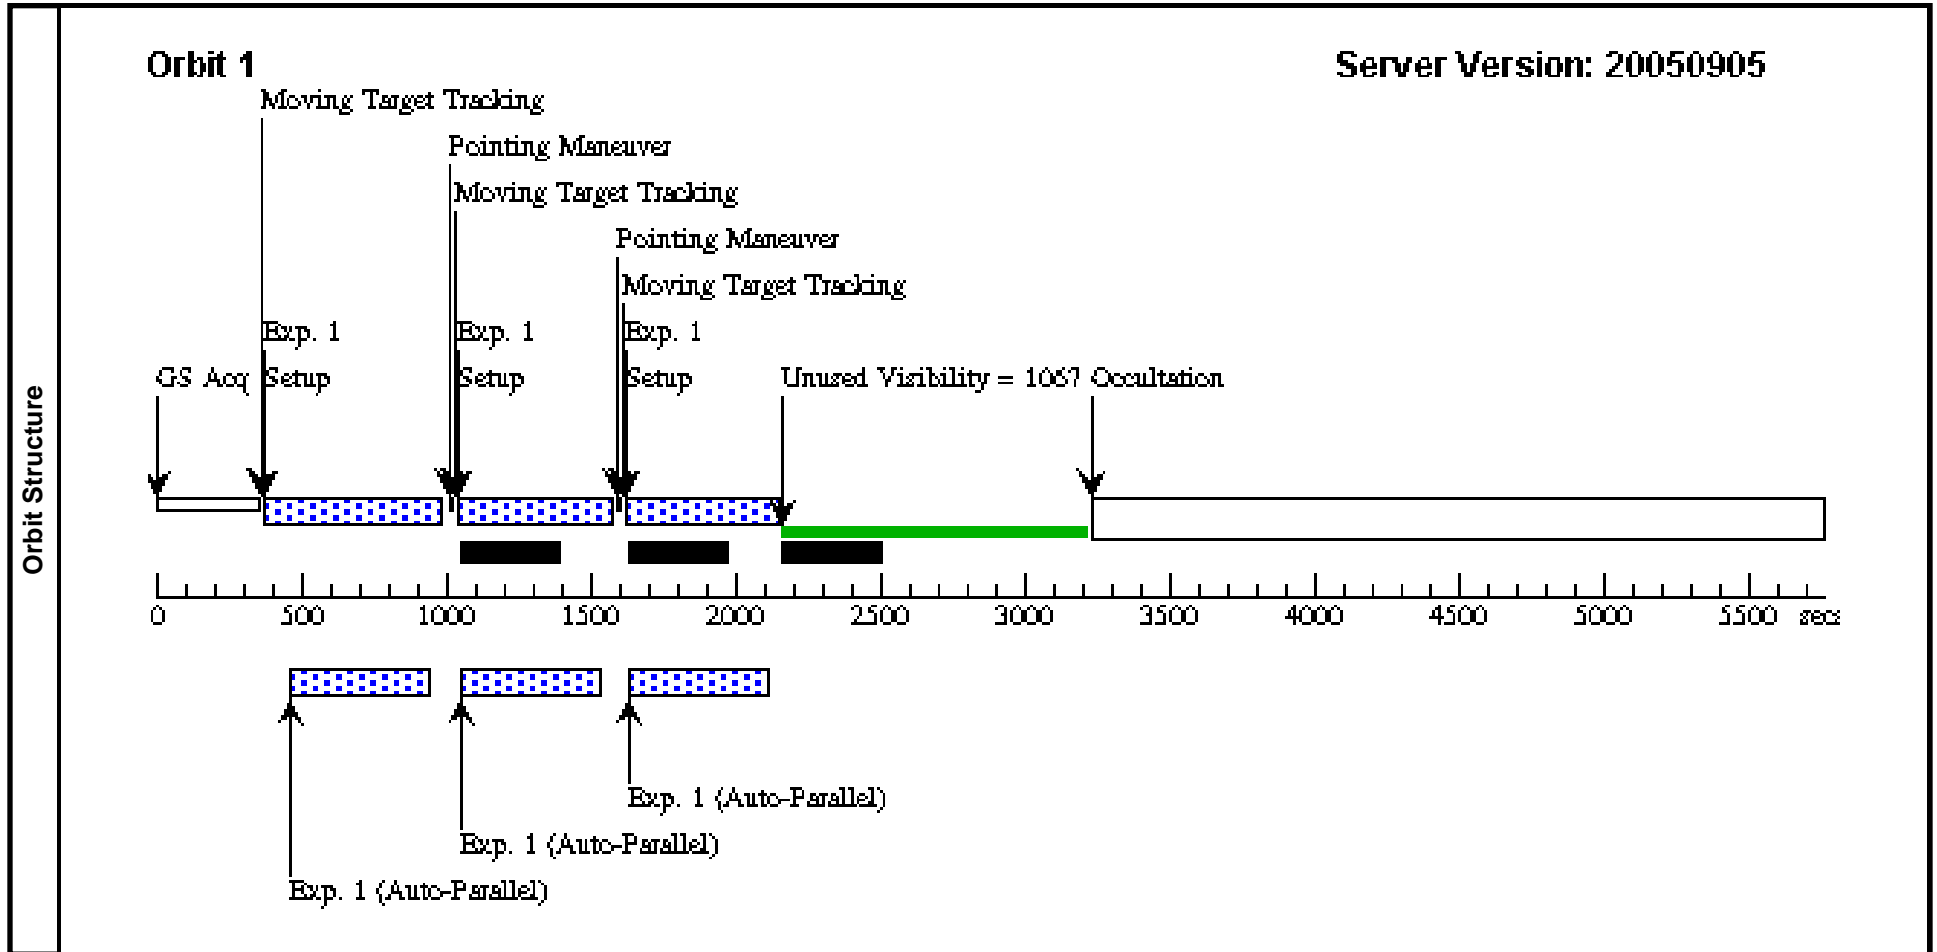 Orbit Structure
Orbit 1
Server Version: 20050905
Moving Target Tracking
Pointing Maneuver
Moving Target Tracking
Pointing Maneuver
Moving Target Tracking
Exp. 1 Exp. 1 Exp. 1
GS Acq Setup Setup Setup Unused Visibility = 1067 Occultation
0 500 1000 1500 2000 2500 3000 3500 4000 4500 5000 5500 secs
Exp. 1 (Auto-Parallel)
Exp. 1 (Auto-Parallel)
Exp. 1 (Auto-Parallel)